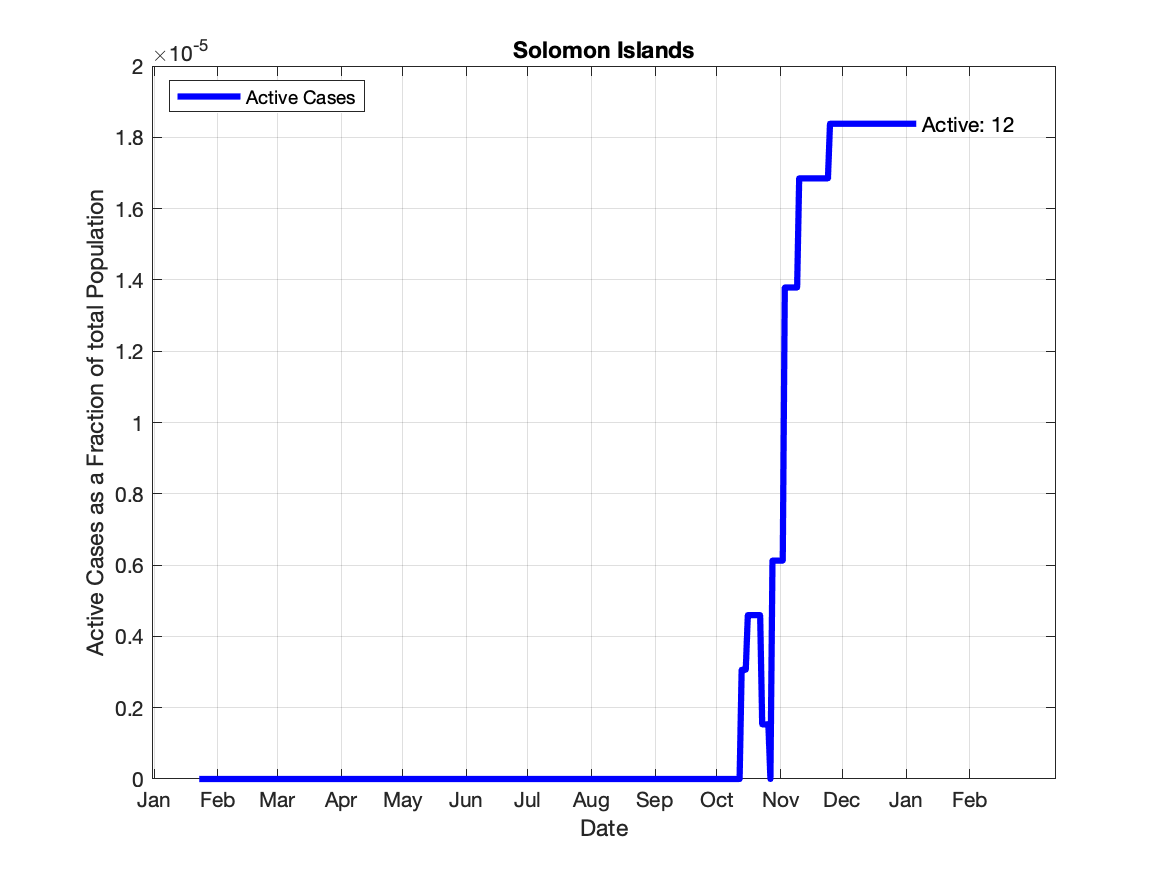 Solomon Islands
×10-5
Active Cases
Active: 12
Active Cases as a Fraction of total Population
2
1.8
1.6
1.4
1.2
1
0.8
0.6
0.4
0.2
0
Jan Feb Mar Apr May Jun Jul Aug Sep Oct Nov Dec Jan Feb
Date